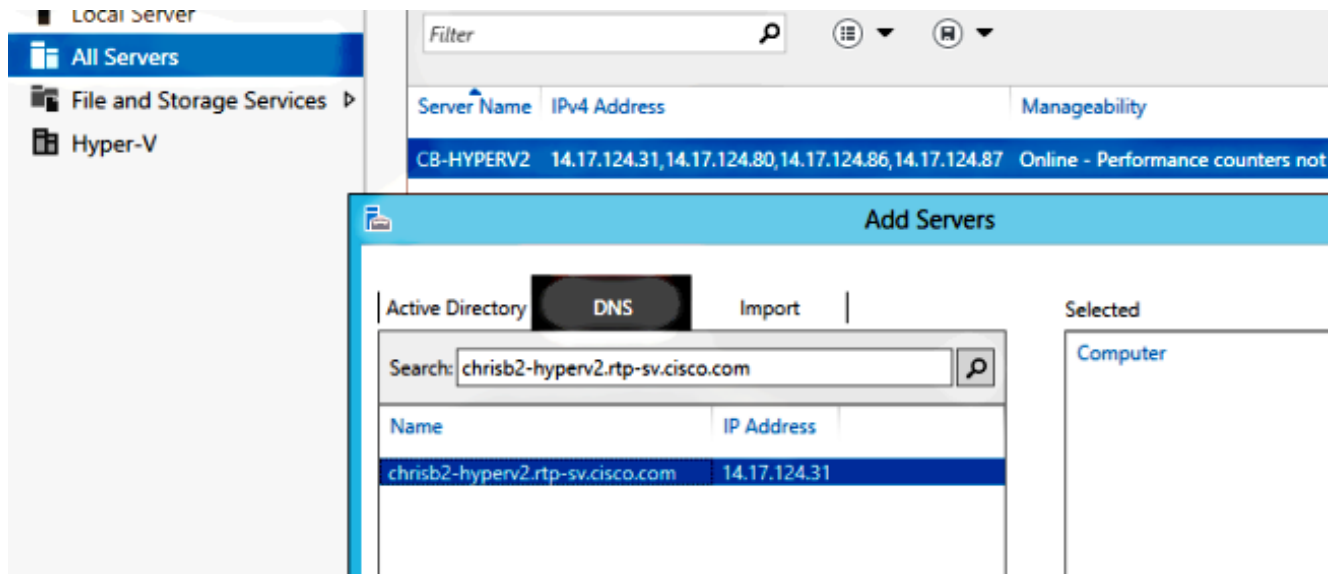 Local Server
All Servers
File and Storage Services
Hyper-V
Filter
Server Name IPv4 Address Manageability
CB-HYPERV2 14.17.124.31,14.17.124.80,14.17.124.86,14.17.124.87 Online - Performance counters not
Add Servers
Active Directory DNS Import
Selected
Search: chrisb2-hyperv2.rtp-sv.cisco.com
Computer
Name IP Address
chrisb2-hyperv2.rtp-sv.cisco.com 14.17.124.31